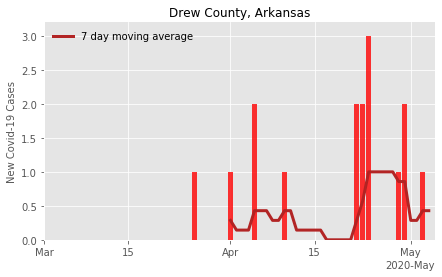 Drew County, Arkansas
7 day moving average
New Covid-19 Cases
3.0
2.5
2.0
1.5
1.0
0.5
0.0
Mar 15 Apr 15 May
2020-May